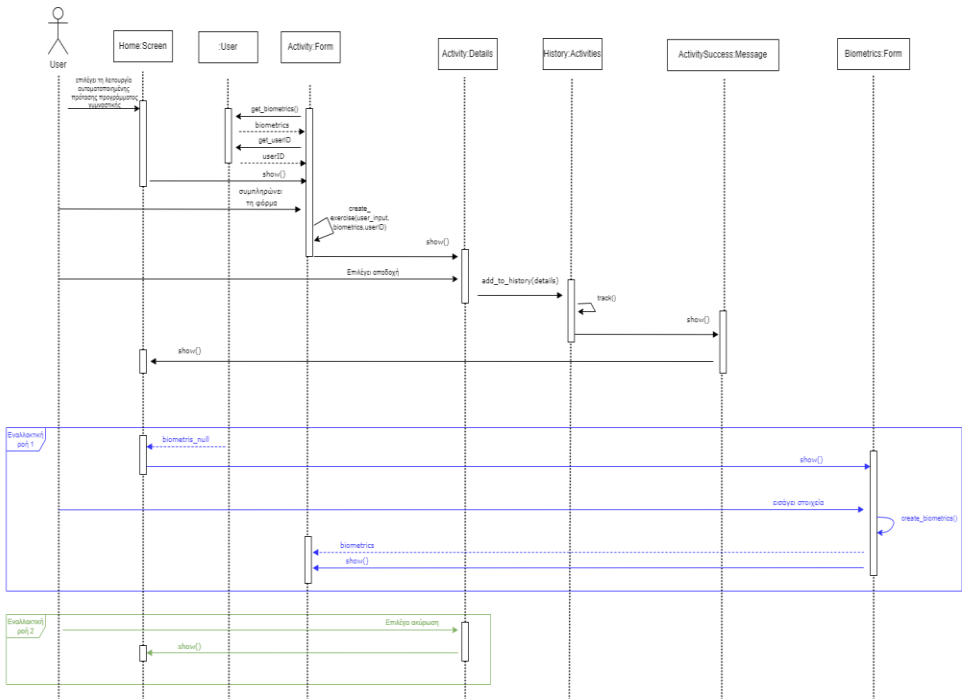 User
Home:Screen
:User
Activity:Form
Activity:Details
History:Activities
ActivitySuccess:Message
Biometrics:Form
επιλέγει τη λειτουργία
αυτοματοποιημένης
πρότασης προγράμματος
γυμναστικής
get_biometrics()
biometrics
get_userID
userID
show()
συμπληρώνει
τη φόρμα
create_
exercise(user_input,
biometrics,userID)
show()
Επιλέγει αποδοχή
add_to_history(details)
track()
show()
show()
Εναλλακτική
ροή 1
biometris_null
show()
εισάγει στοιχεία
create_biometrics()
biometrics
show()
Εναλλακτική
ροή 2
Επιλέγει ακύρωση
show()